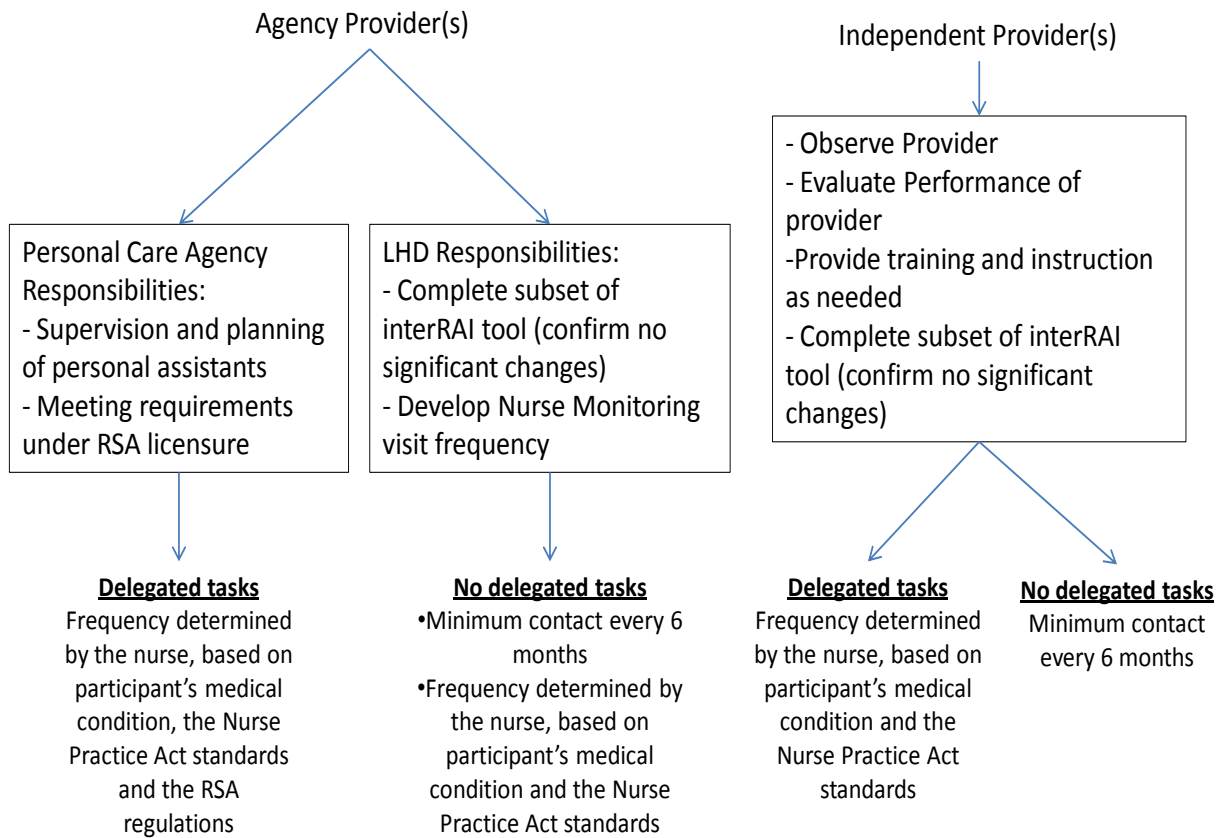 Agency Provider(s)
Independent Provider(s)
Personal Care Agency
Responsibilities:
- Supervision and planning
of personal assistants
- Meeting requirements
under RSA licensure
LHD Responsibilities:
- Complete subset of
interRAI tool (confirm no
significant changes)
- Develop Nurse Monitoring
visit frequency
- Observe Provider
- Evaluate Performance of
provider
-Provide training and instruction
as needed
- Complete subset of interRAI
tool (confirm no significant
changes)
Delegated tasks
Frequency determined
by the nurse, based on
participant’s medical
condition, the Nurse
Practice Act standards
and the RSA
regulations
No delegated tasks
•Minimum contact every 6
months
•Frequency determined by
the nurse, based on
participant’s medical
condition and the Nurse
Practice Act standards
Delegated tasks
Frequency determined
by the nurse, based on
participant’s medical
condition and the
Nurse Practice Act
standards
No delegated tasks
Minimum contact
every 6 months